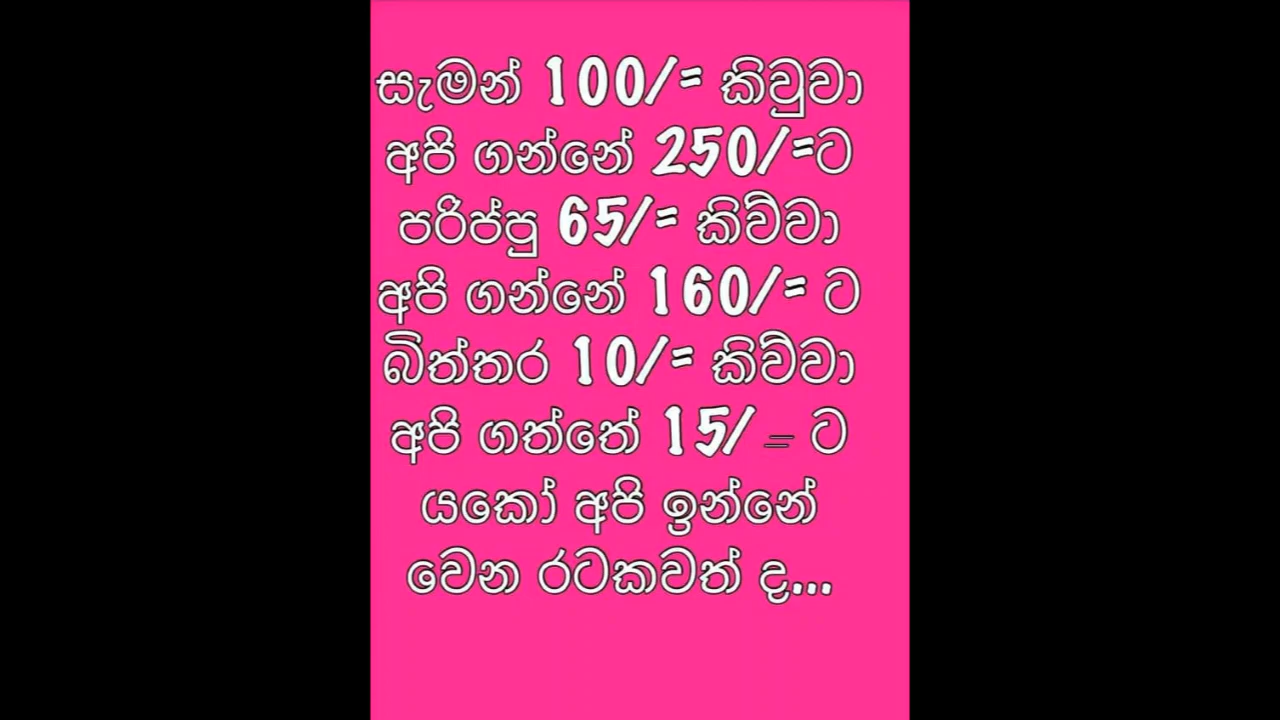 සැමන් 100/= කිවුවා
අපි ගන්නේ 250/=ට
පරිප්පු 65/= කිව්වා
අපි ගන්නේ 160/= ට
බිත්තර 10/= කිව්වා
අපි ගත්තේ 15/= ට
යකෝ අපි ඉන්නේ
වෙන රටකවත් ද...